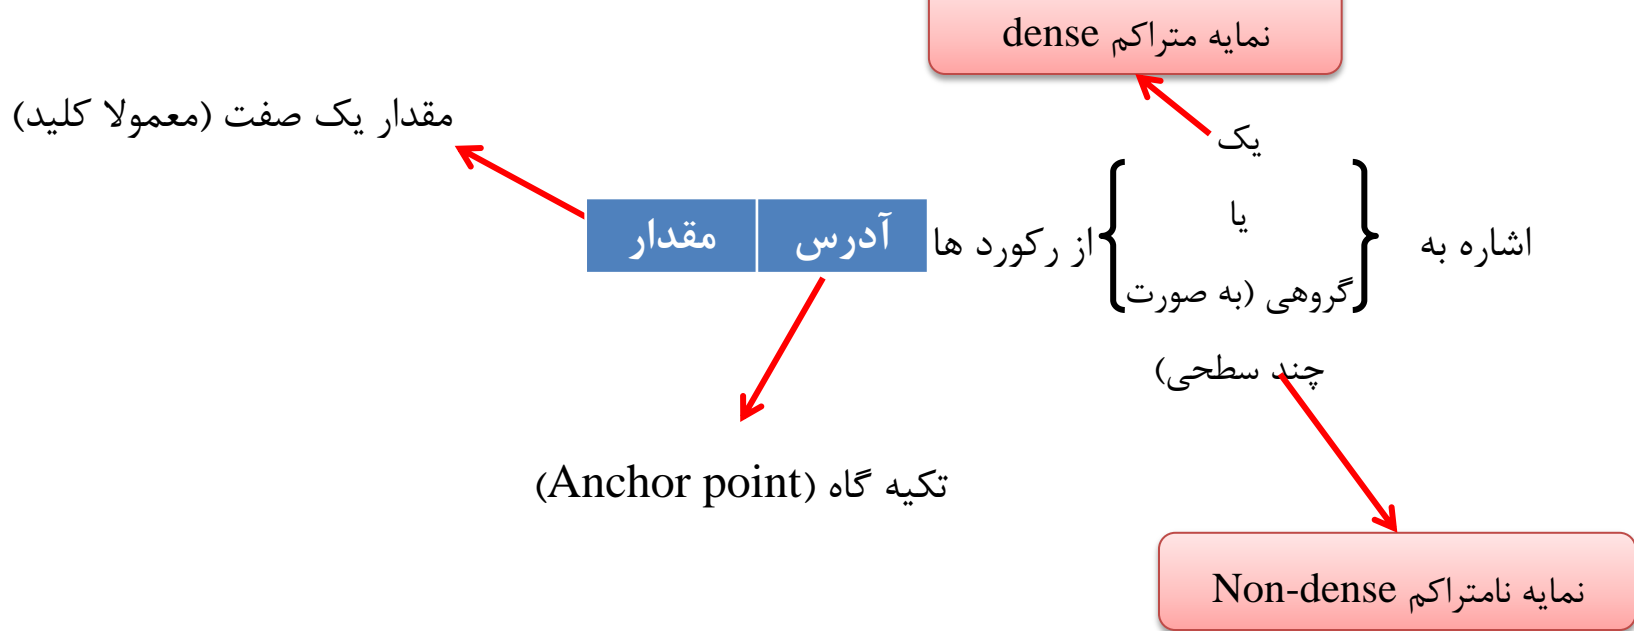 نمایه متراکم dense
مقدار یک صفت (معمولا کلید)
یک
یا
اشاره به
گروهی (به صورت
چند سطحی)
از رکورد ها
آدرس
مقدار
تکیه گاه (Anchor point)
نمایه نامتراکم Non-dense